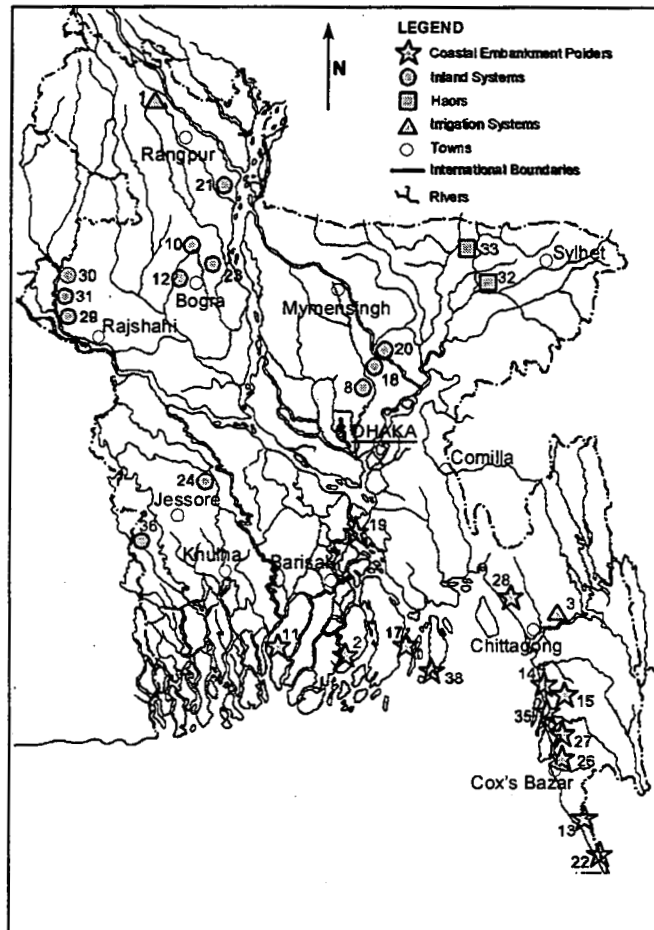 LEGEND
Coastal Embankment Polders
Inland Systems
Haors
Irrigation Systems
Towns
International Boundaries
Rivers
N
1
Rangpur
21
10
33
Sylhet
30
12
23
32
31
Bogra
Mymensingh
29
Rajshahi
20
18
8
DHAKA
24
Comilla
Jessore
19
36
Khulna
Barisal
28
3
11
2
17
Chittagong
38
14
15
35
27
26
Cox's Bazar
13
22